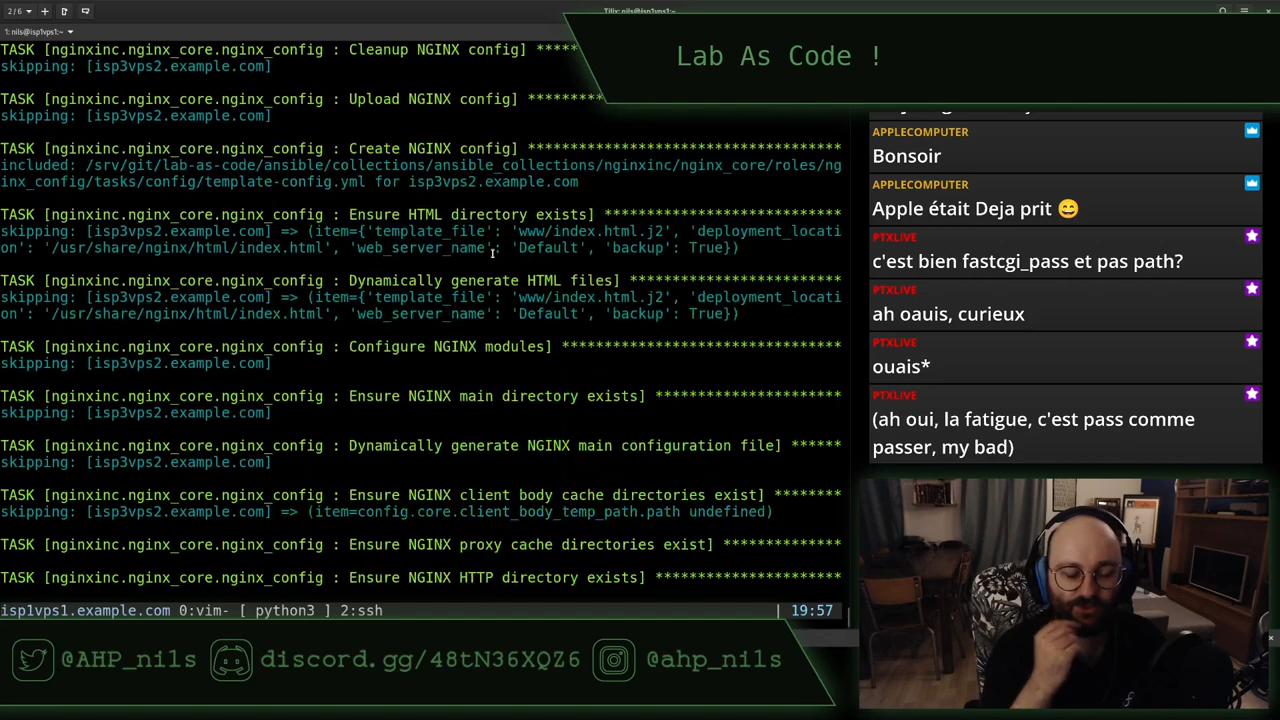 2/6
Tilix: nils@isp1vps1:~
1: nils@isp1vps1:~
TASK [nginxinc.nginx_core.nginx_config : Cleanup NGINX config] ****
skipping: [isp3vps2.example.com]
TASK [nginxinc.nginx_core.nginx_config : Upload NGINX config] *********
skipping: [isp3vps2.example.com]
TASK [nginxinc.nginx_core.nginx_config : Create NGINX config] ***********************************
included: /srv/git/lab-as-code/ansible/collections/ansible_collections/nginxinc/nginx_core/roles/ng
inx_config/tasks/config/template-config.yml for isp3vps2.example.com
TASK [nginxinc.nginx_core.nginx_config : Ensure HTML directory exists] **************************
skipping: [isp3vps2.example.com] => (item={'template_file': 'www/index.html.j2', 'deployment_locati
on': '/usr/share/nginx/html/index.html', 'web_server_name': 'Default', 'backup': True})
TASK [nginxinc.nginx_core.nginx_config : Dynamically generate HTML files] ***********************
skipping: [isp3vps2.example.com] => (item={'template_file': 'www/index.html.j2', 'deployment_locati
on': '/usr/share/nginx/html/index.html', 'web_server_name': 'Default', 'backup': True})
TASK [nginxinc.nginx_core.nginx_config : Configure NGINX modules] *******************************
skipping: [isp3vps2.example.com]
TASK [nginxinc.nginx_core.nginx_config : Ensure NGINX main directory exists] ********************
skipping: [isp3vps2.example.com]
TASK [nginxinc.nginx_core.nginx_config : Dynamically generate NGINX main configuration file] ******
skipping: [isp3vps2.example.com]
TASK [nginxinc.nginx_core.nginx_config : Ensure NGINX client body cache directories exist] ********
skipping: [isp3vps2.example.com] => (item=config.core.client_body_temp_path.path undefined)
TASK [nginxinc.nginx_core.nginx_config : Ensure NGINX proxy cache directories exist] *************
TASK [nginxinc.nginx_core.nginx_config : Ensure NGINX HTTP directory exists] ********************
isp1vps1.example.com 0:vim- [ python3 ] 2:ssh | 19:57
Lab As Code !
APPLECOMPUTER
Bonsoir
APPLECOMPUTER
Apple était Deja prit 😄
PTXLIVE
c'est bien fastcgi_pass et pas path?
PTXLIVE
ah oauis, curieux
PTXLIVE
ouais*
PTXLIVE
(ah oui, la fatigue, c'est pass comme
passer, my bad)
@AHP_nils discord.gg/48tN36XQZ6 @ahp_nils